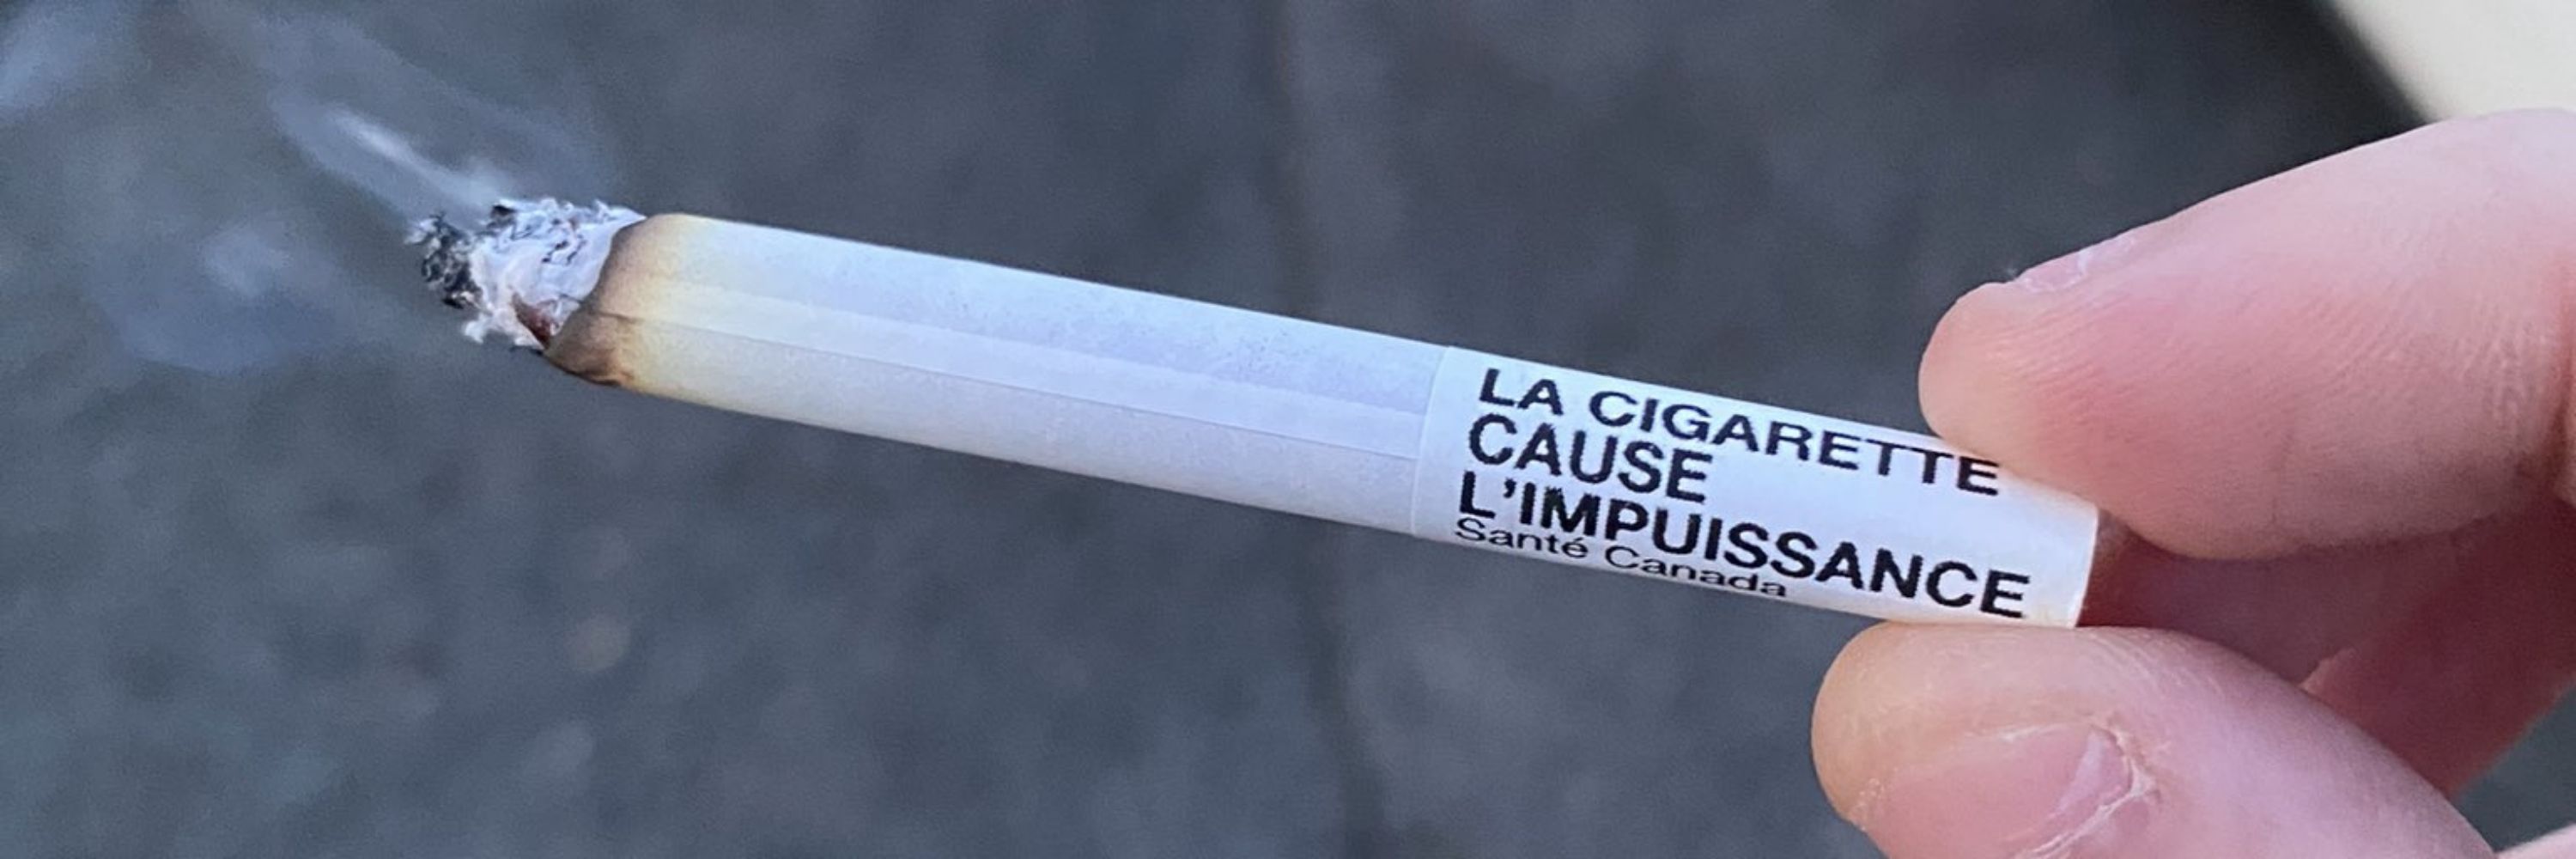 LA CIGARETTE
CAUSE
L'IMPUISSANCE
Santé Canada